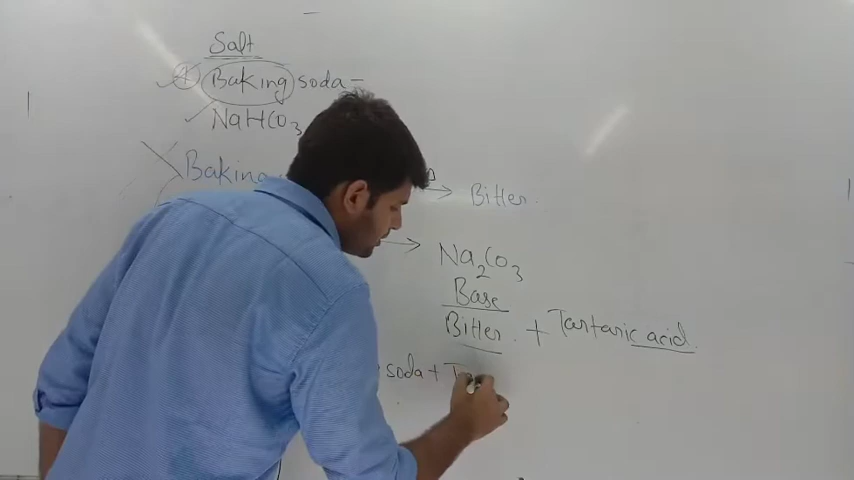 Salt
Baking soda -
NaHCO3
Baking → Bitter
→ Na2CO3
Base
Bitter + Tartaric acid
soda +